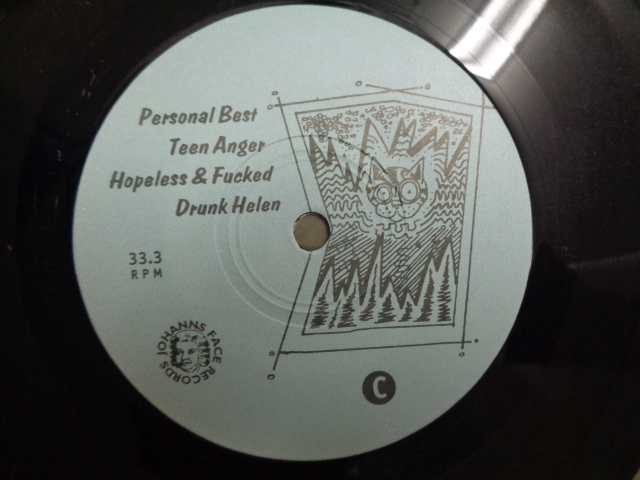 Personal Best
Teen Anger
Hopeless & Fucked
Drunk Helen
33.3
RPM
JOHANNS FACE RECORDS
C